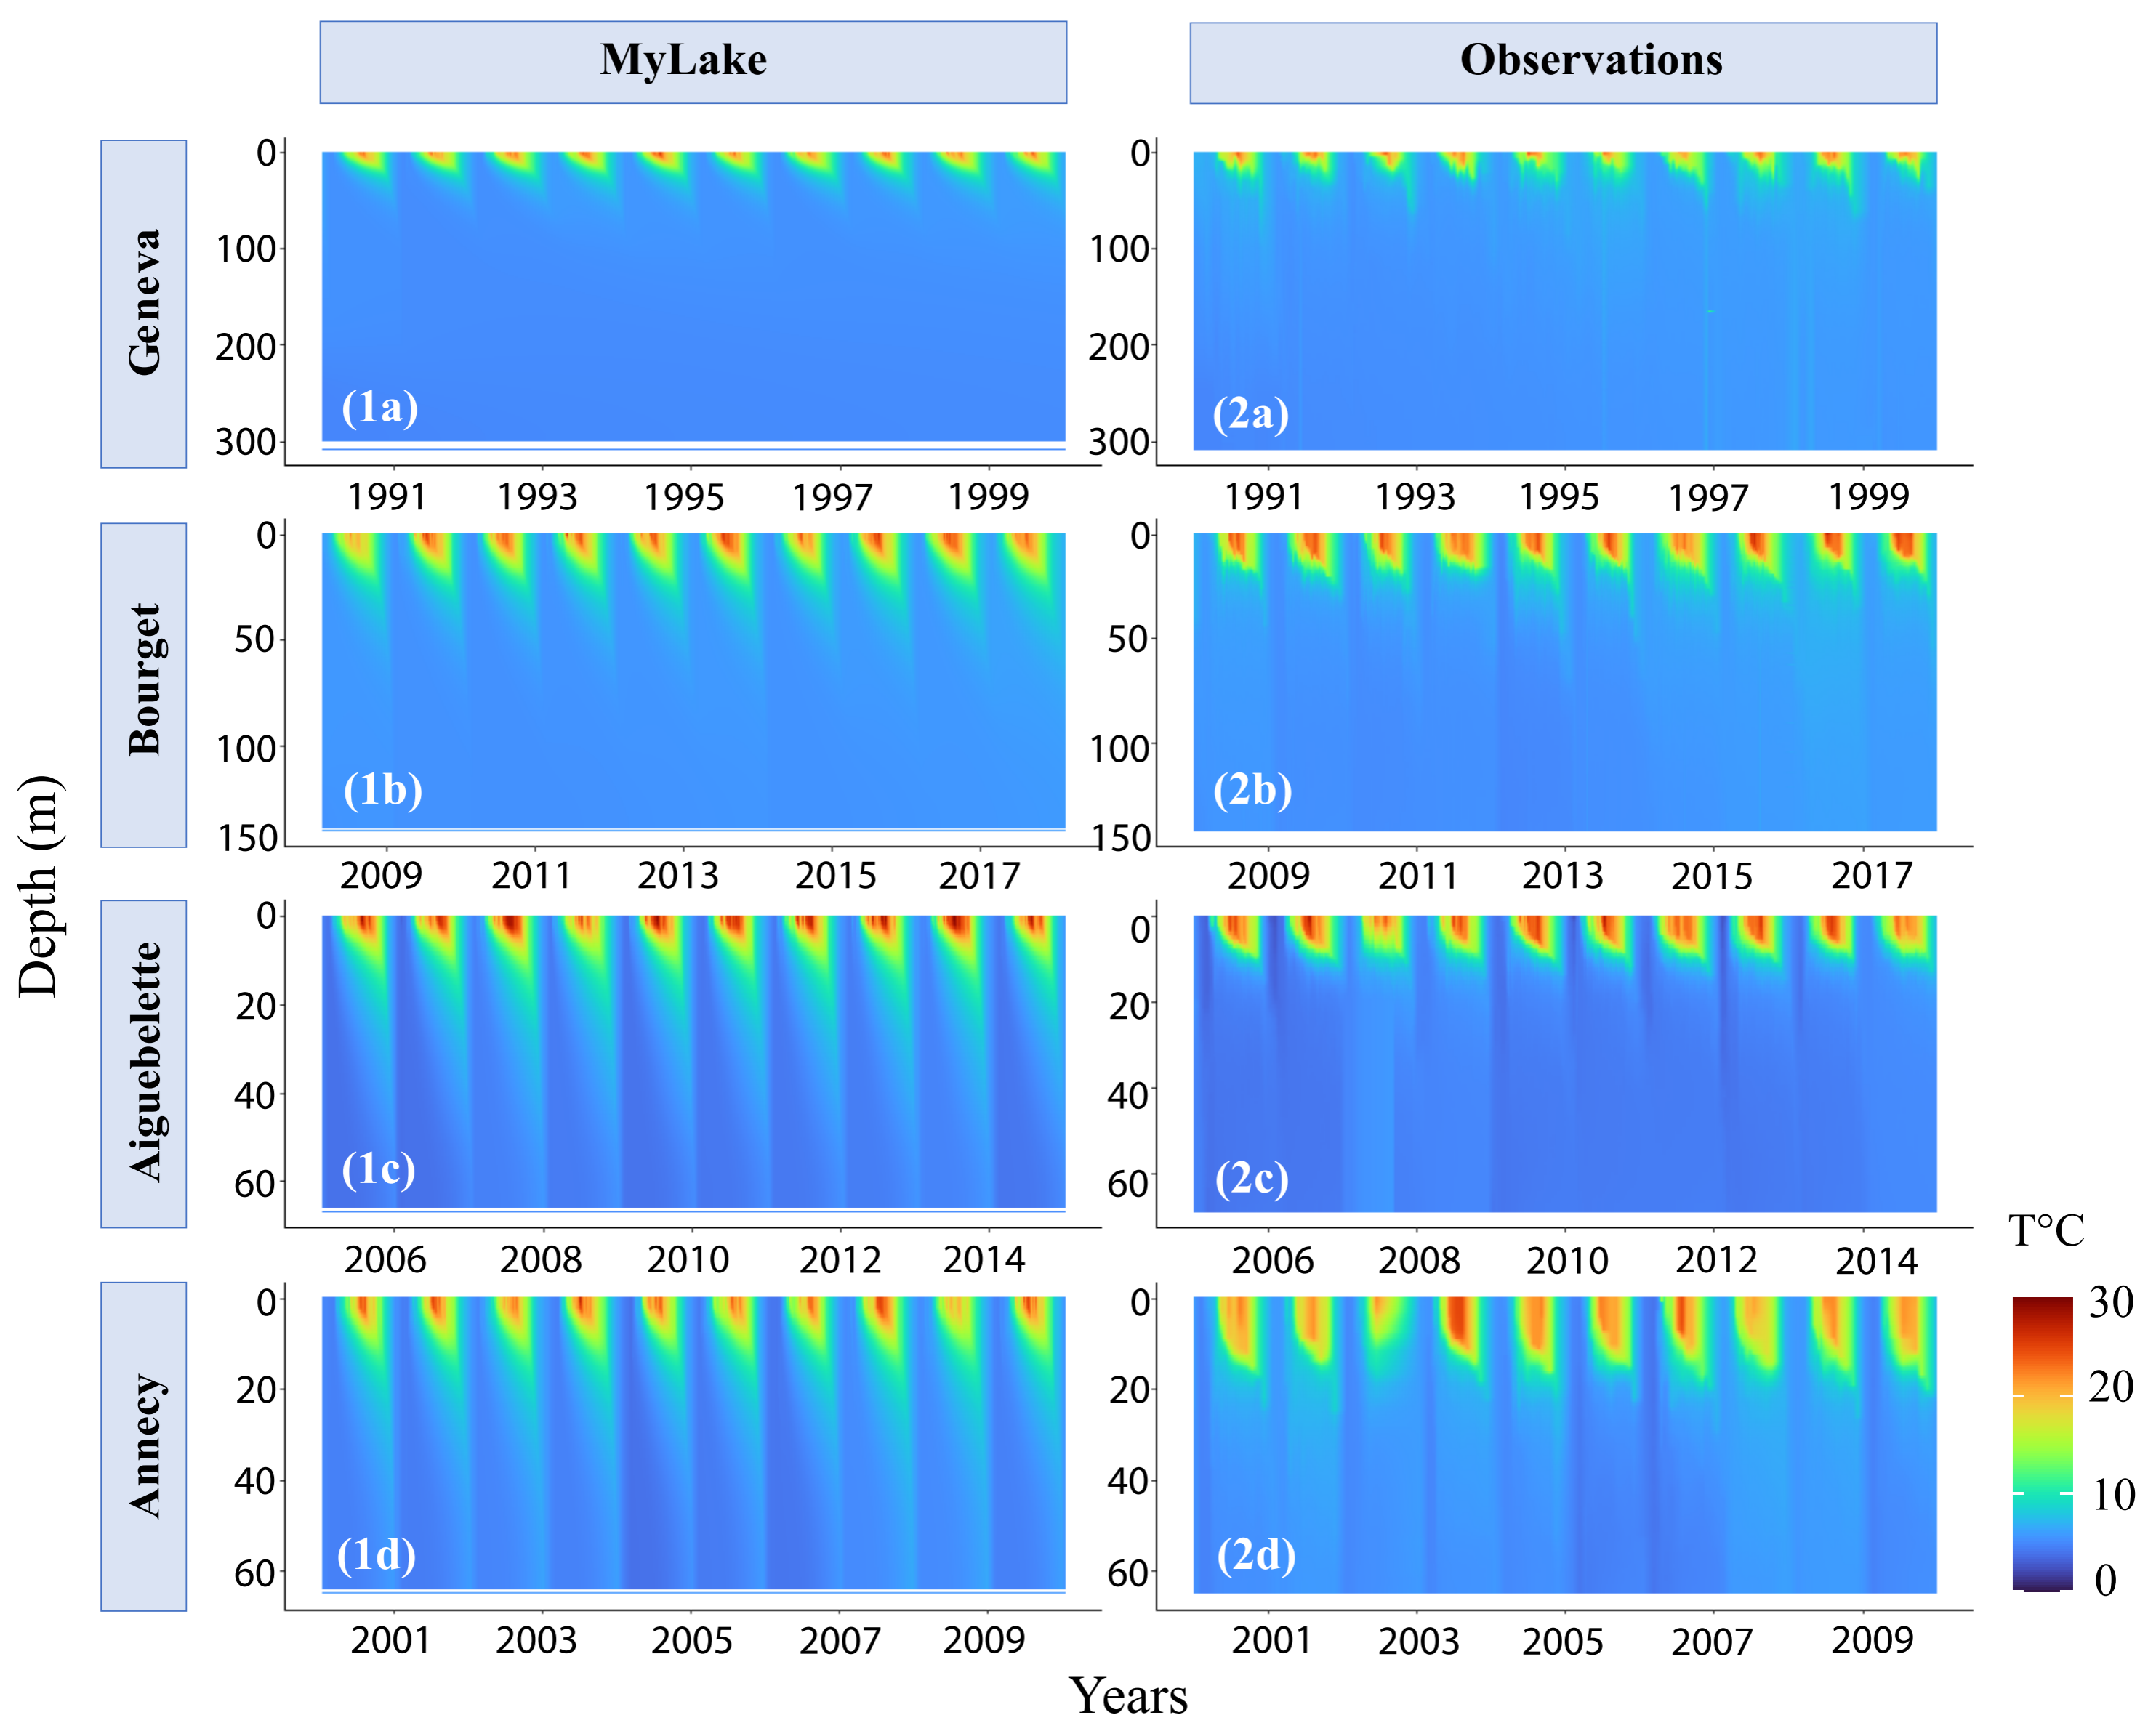 MyLake Observations
Geneva
0
100
200
300
(1a)
1991 1993 1995 1997 1999
0
100
200
300
(2a)
1991 1993 1995 1997 1999
Bourget
0
50
100
150
(1b)
2009 2011 2013 2015 2017
0
50
100
150
(2b)
2009 2011 2013 2015 2017
Depth (m)
Aiguebelette
0
20
40
60
(1c)
2006 2008 2010 2012 2014
0
20
40
60
(2c)
2006 2008 2010 2012 2014
Annecy
0
20
40
60
(1d)
2001 2003 2005 2007 2009
0
20
40
60
(2d)
2001 2003 2005 2007 2009
T°C
30
20
10
0
Years